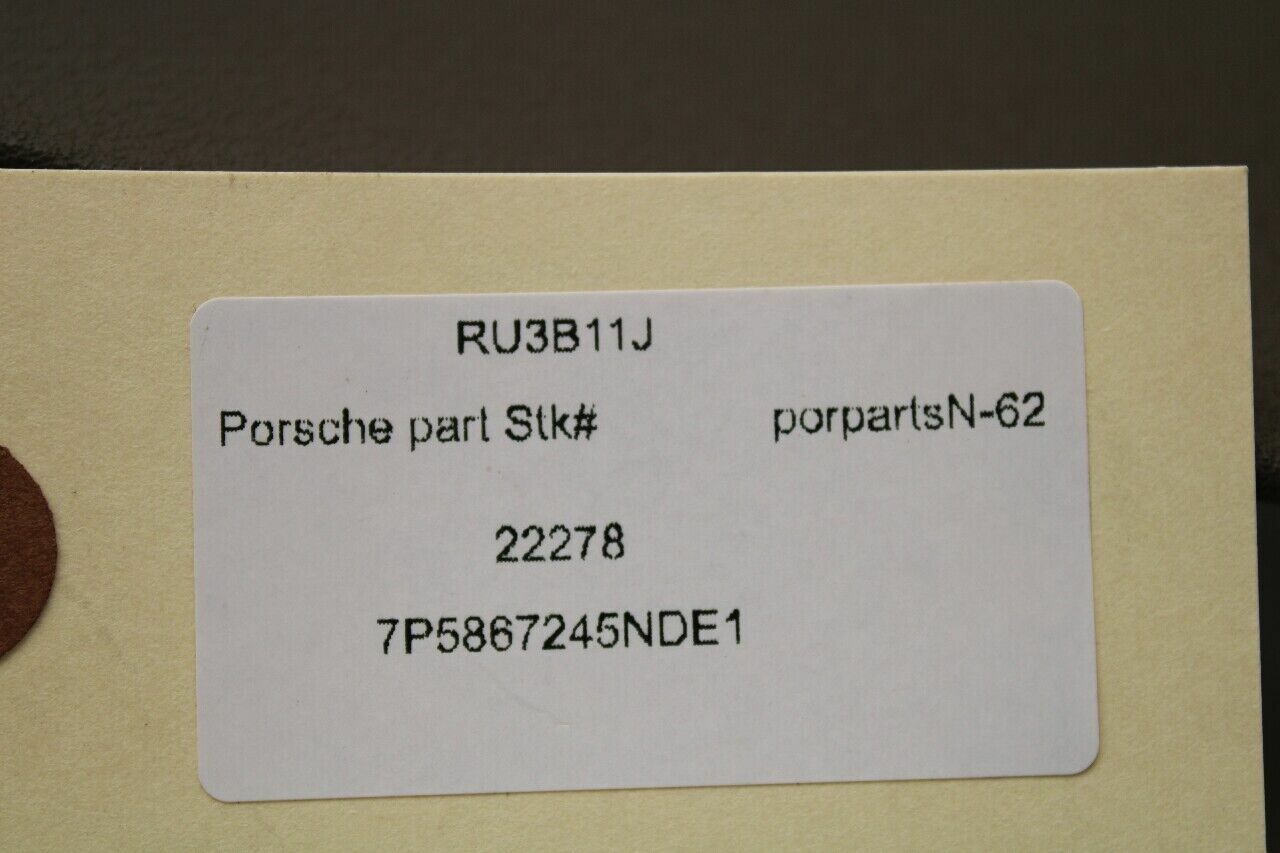 RU3B11J
Porsche part Stk# porpartsN-62
22278
7P5867245NDE1